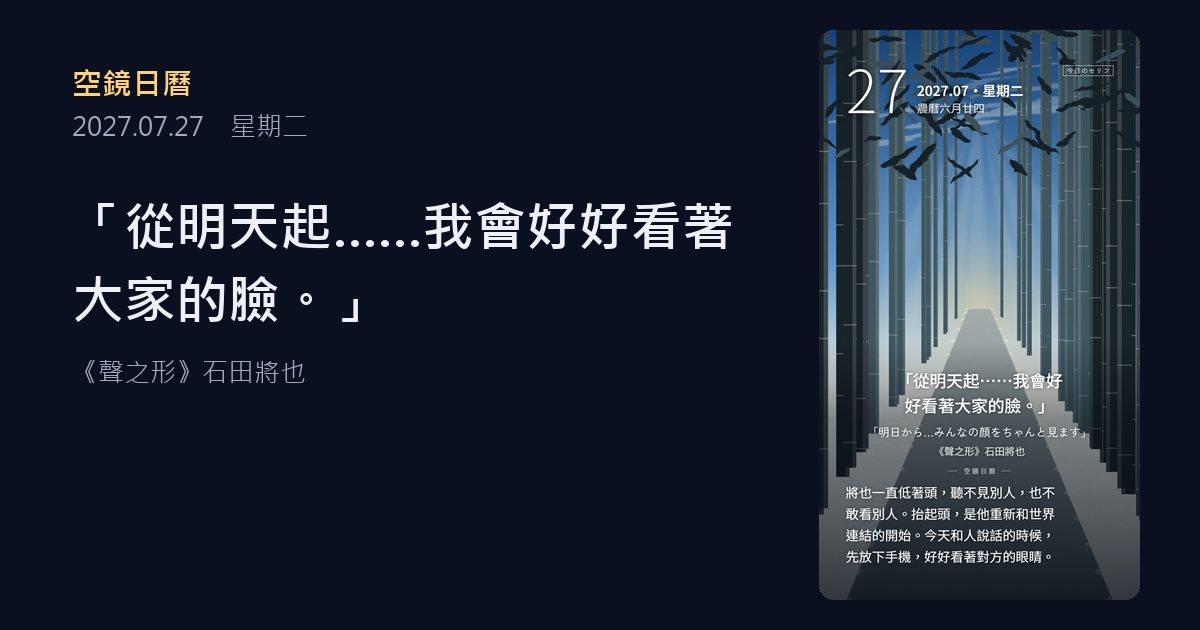 空鏡日曆
2027.07.27 星期二
「從明天起……我會好好看著
大家的臉。」
《聲之形》石田將也
27
2027.07・星期二
農曆六月廿四
今日のセリフ
「從明天起……我會好
好看著大家的臉。」
「明日から…みんなの顔をちゃんと見ます」
《聲之形》石田將也
— 空鏡日曆 —
將也一直低著頭，聽不見別人，也不
敢看別人。抬起頭，是他重新和世界
連結的開始。今天和人說話的時候，
先放下手機，好好看著對方的眼睛。